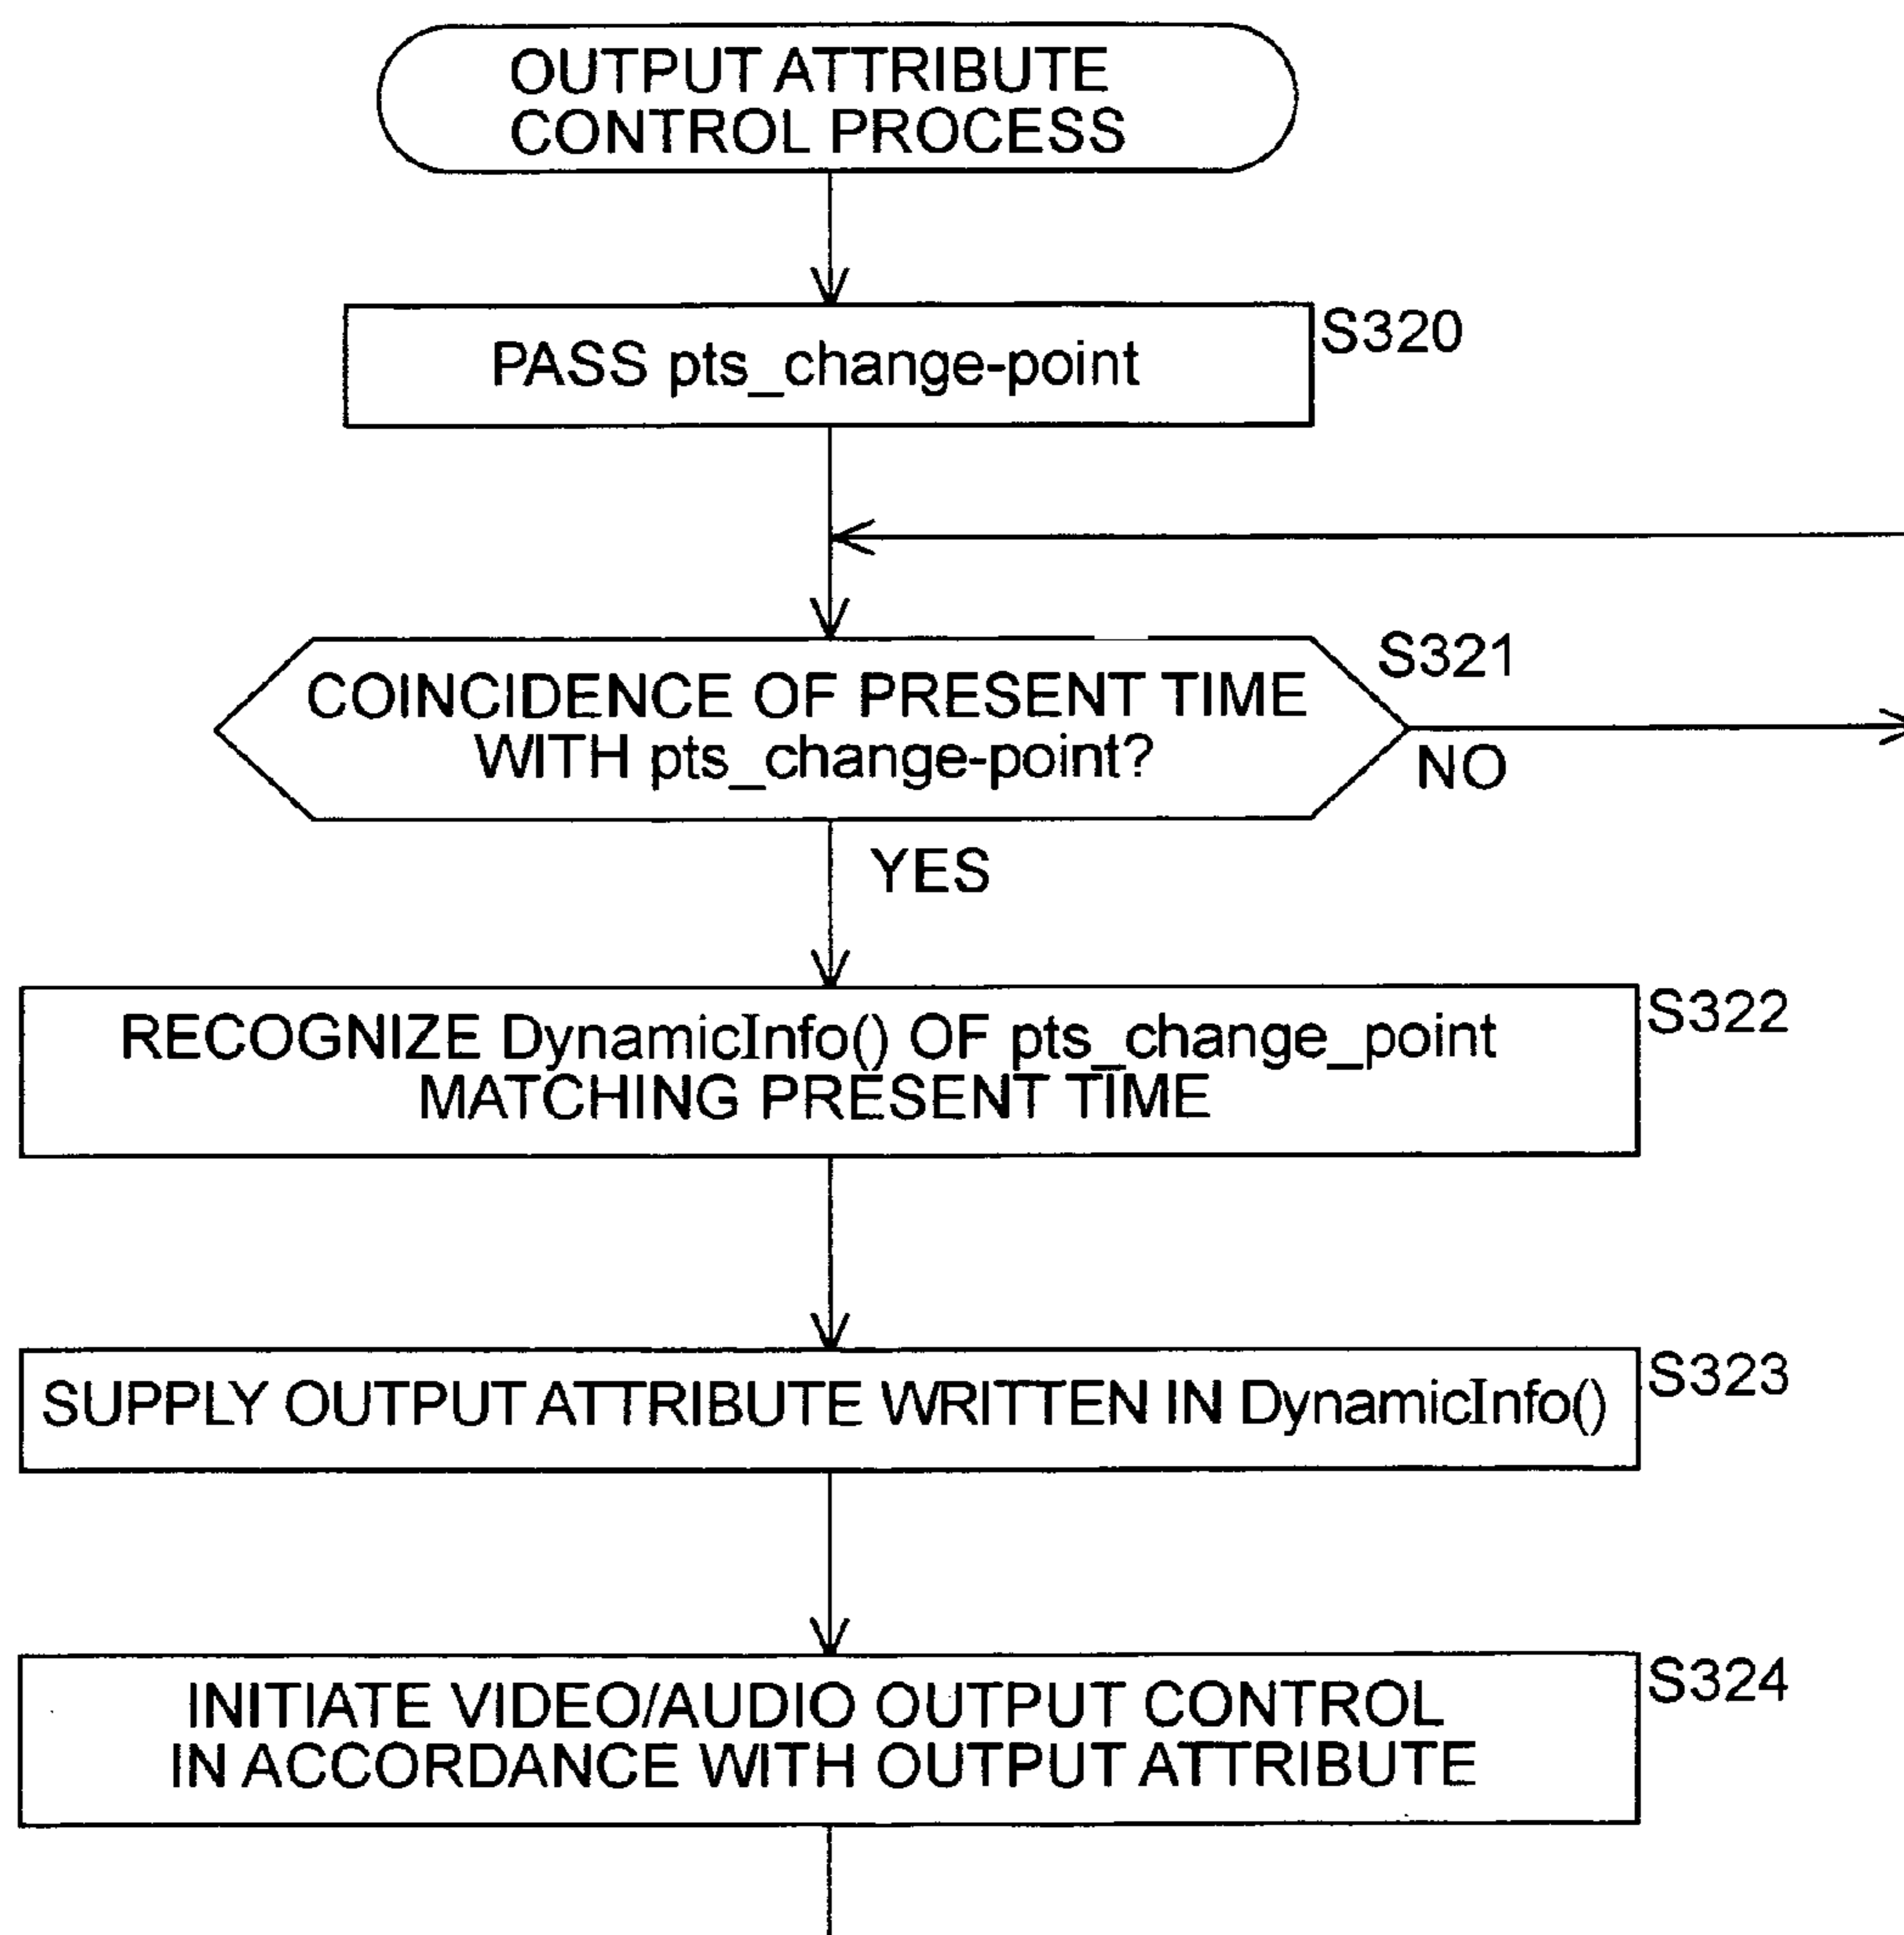 OUTPUT ATTRIBUTE
CONTROL PROCESS
PASS pts_change-point
S320
COINCIDENCE OF PRESENT TIME
WITH pts_change-point?
S321
NO
YES
RECOGNIZE DynamicInfo() OF pts_change_point
MATCHING PRESENT TIME
S322
SUPPLY OUTPUT ATTRIBUTE WRITTEN IN DynamicInfo()
S323
INITIATE VIDEO/AUDIO OUTPUT CONTROL
IN ACCORDANCE WITH OUTPUT ATTRIBUTE
S324